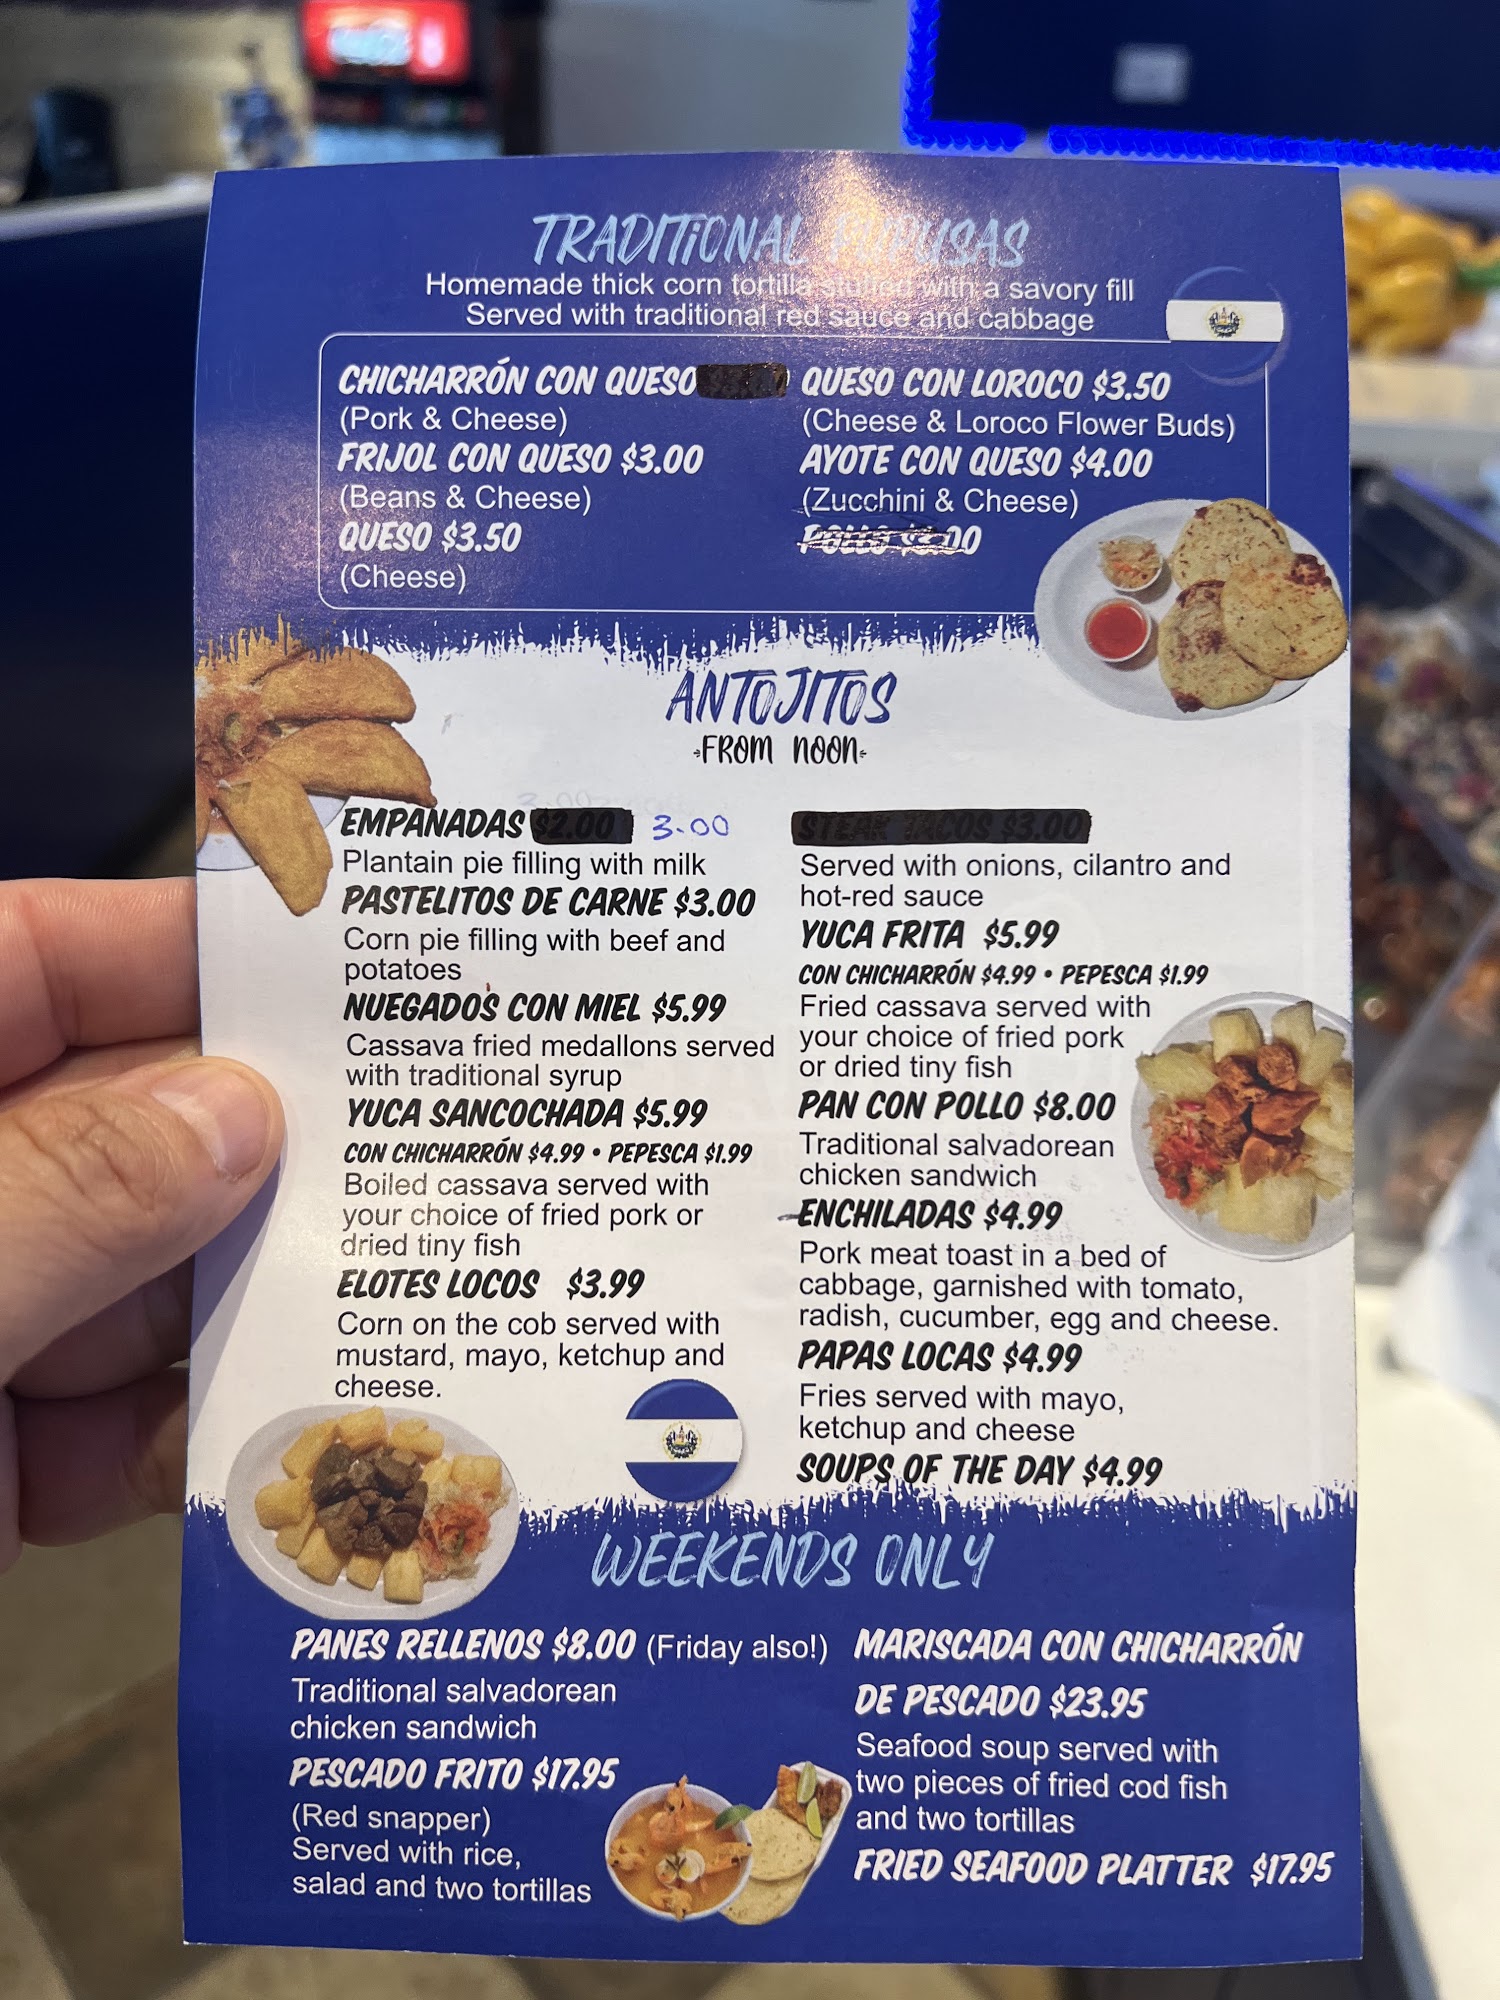 TRADITIONAL PUPUSAS
Homemade thick corn tortilla stuffed with a savory fill
Served with traditional red sauce and cabbage
CHICHARRÓN CON QUESO
(Pork & Cheese)
FRIJOL CON QUESO $3.00
(Beans & Cheese)
QUESO $3.50
(Cheese)
QUESO CON LOROCO $3.50
(Cheese & Loroco Flower Buds)
AYOTE CON QUESO $4.00
(Zucchini & Cheese)
POLLO $3.00
ANTOJITOS
FROM NOON
EMPANADAS $2.00 3.00
Plantain pie filling with milk
PASTELITOS DE CARNE $3.00
Corn pie filling with beef and
potatoes
NUEGADOS CON MIEL $5.99
Cassava fried medallons served
with traditional syrup
YUCA SANCOCHADA $5.99
CON CHICHARRÓN $4.99 • PEPESCA $1.99
Boiled cassava served with
your choice of fried pork or
dried tiny fish
ELOTES LOCOS $3.99
Corn on the cob served with
mustard, mayo, ketchup and
cheese.
STEAK TACOS $3.00
Served with onions, cilantro and
hot-red sauce
YUCA FRITA $5.99
CON CHICHARRÓN $4.99 • PEPESCA $1.99
Fried cassava served with
your choice of fried pork
or dried tiny fish
PAN CON POLLO $8.00
Traditional salvadorean
chicken sandwich
ENCHILADAS $4.99
Pork meat toast in a bed of
cabbage, garnished with tomato,
radish, cucumber, egg and cheese.
PAPAS LOCAS $4.99
Fries served with mayo,
ketchup and cheese
SOUPS OF THE DAY $4.99
WEEKENDS ONLY
PANES RELLENOS $8.00 (Friday also!)
Traditional salvadorean
chicken sandwich
PESCADO FRITO $17.95
(Red snapper)
Served with rice,
salad and two tortillas
MARISCADA CON CHICHARRÓN
DE PESCADO $23.95
Seafood soup served with
two pieces of fried cod fish
and two tortillas
FRIED SEAFOOD PLATTER $17.95